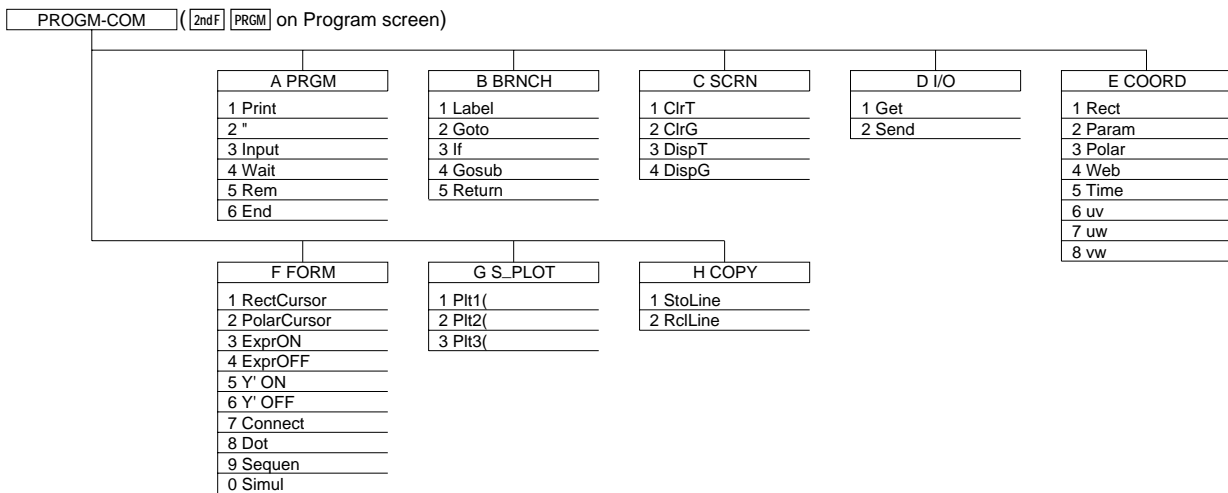 PROGM-COM ( 2ndF PRGM on Program screen)
A PRGM
1 Print
2 "
3 Input
4 Wait
5 Rem
6 End
B BRNCH
1 Label
2 Goto
3 If
4 Gosub
5 Return
C SCRN
1 ClrT
2 ClrG
3 DispT
4 DispG
D I/O
1 Get
2 Send
E COORD
1 Rect
2 Param
3 Polar
4 Web
5 Time
6 uv
7 uw
8 vw
F FORM
1 RectCursor
2 PolarCursor
3 ExprON
4 ExprOFF
5 Y' ON
6 Y' OFF
7 Connect
8 Dot
9 Sequen
0 Simul
G S_PLOT
1 Plt1(
2 Plt2(
3 Plt3(
H COPY
1 StoLine
2 RclLine